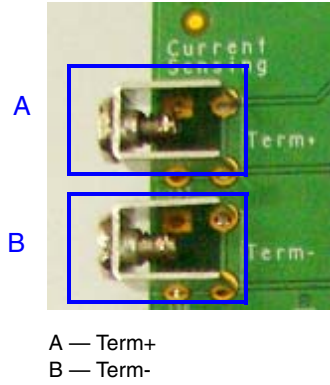 Current
Sensing
A
Term+
B
Term-
A — Term+
B — Term-